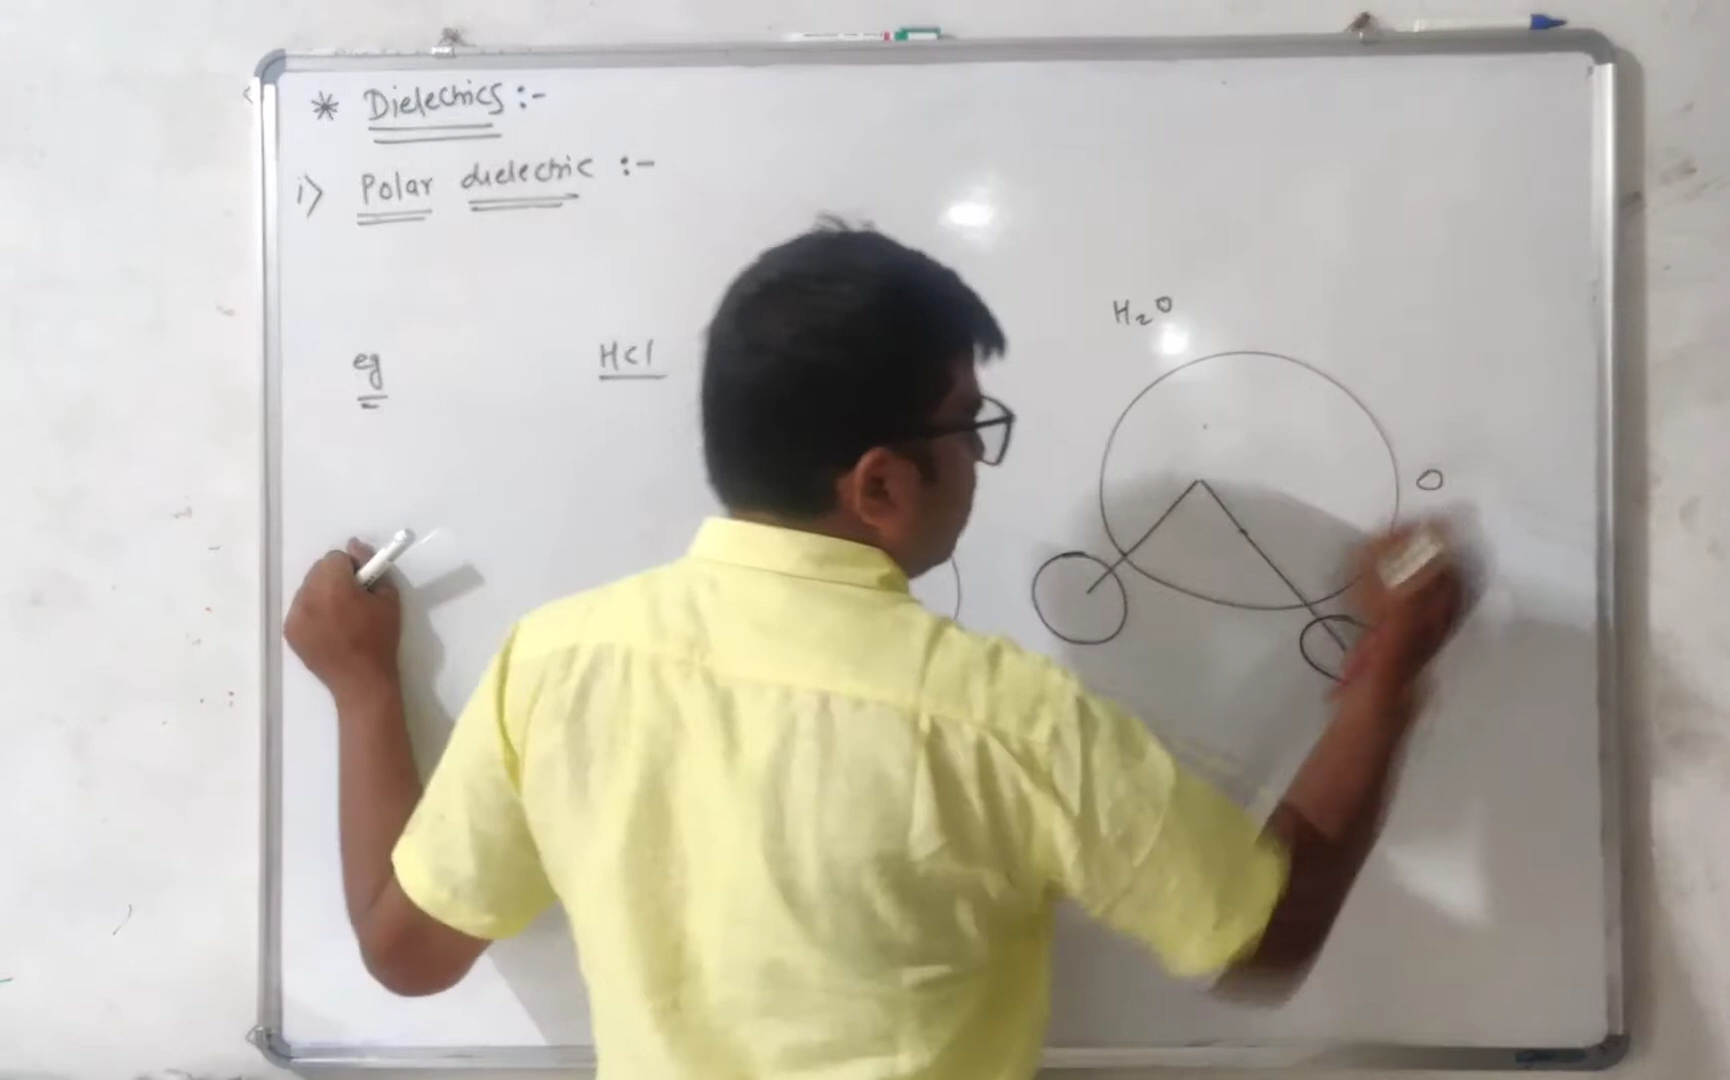 * Dielectrics :-
i) Polar dielectric :-
eg
HCl
H₂O
O